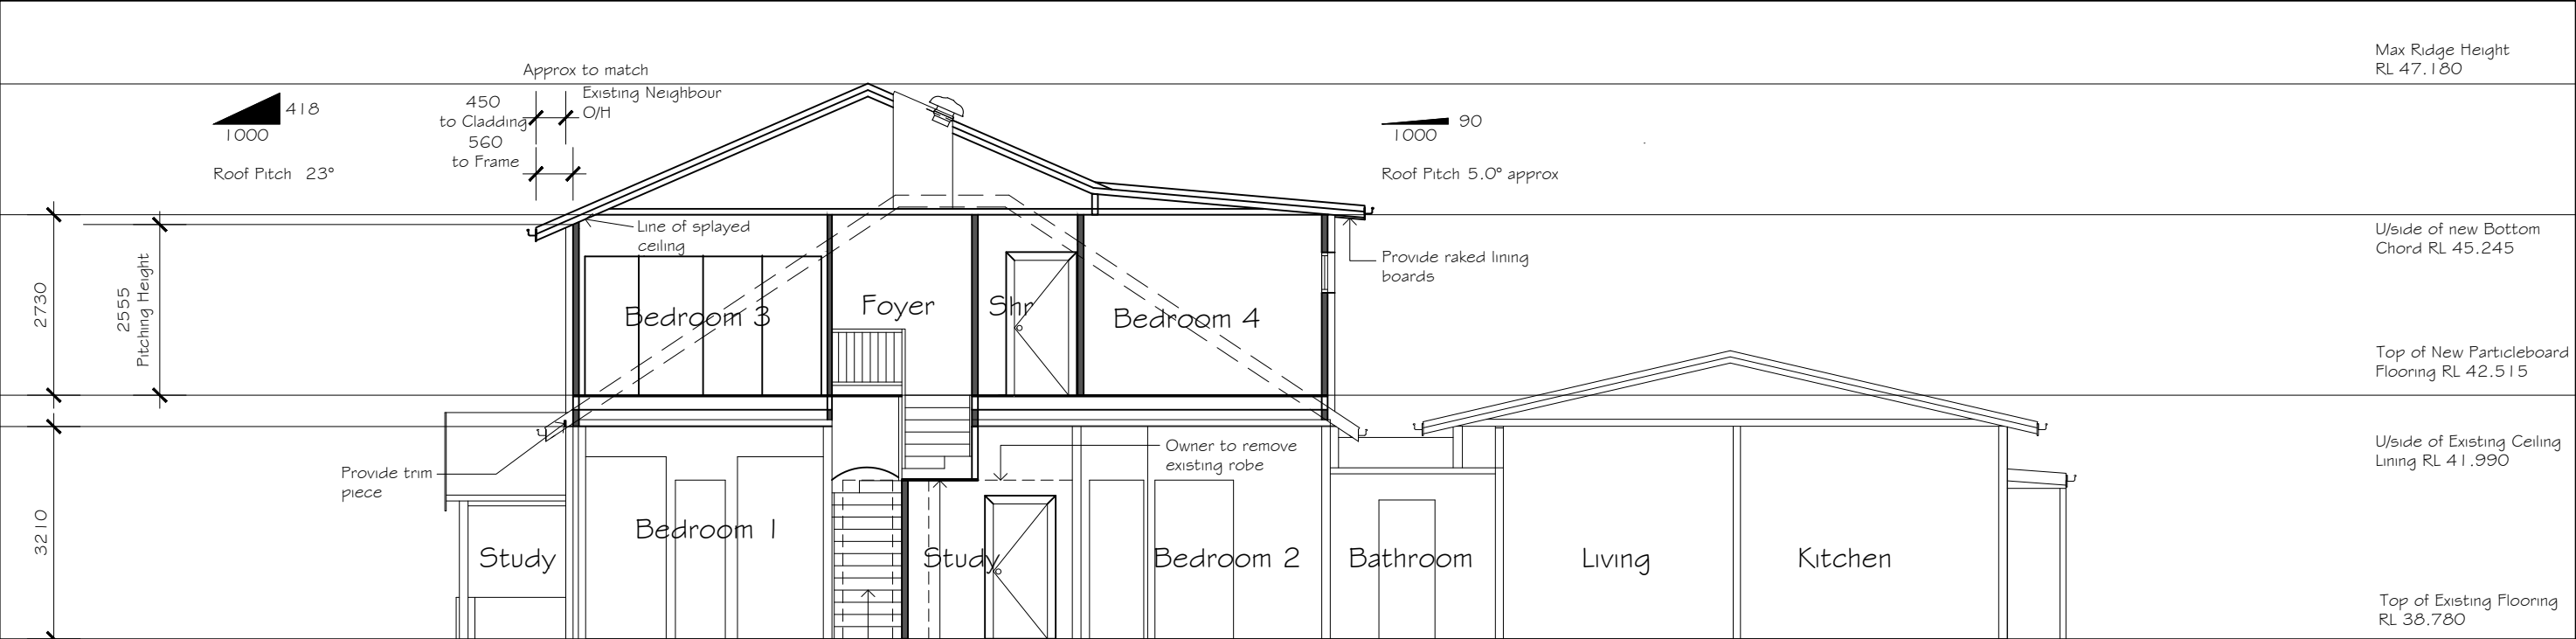 Max Ridge Height
RL 47.180
Approx to match
450
to Cladding
Existing Neighbour
O/H
560
to Frame
418
1000
Roof Pitch 23°
90
1000
Roof Pitch 5.0° approx
Line of splayed
ceiling
U/side of new Bottom
Chord RL 45.245
Provide raked lining
boards
2730
2555
Pitching Height
Bedroom 3
Foyer
Shr
Bedroom 4
Top of New Particleboard
Flooring RL 42.515
Provide trim
piece
Owner to remove
existing robe
U/side of Existing Ceiling
Lining RL 41.990
3210
Study
Bedroom 1
Study
Bedroom 2
Bathroom
Living
Kitchen
Top of Existing Flooring
RL 38.780